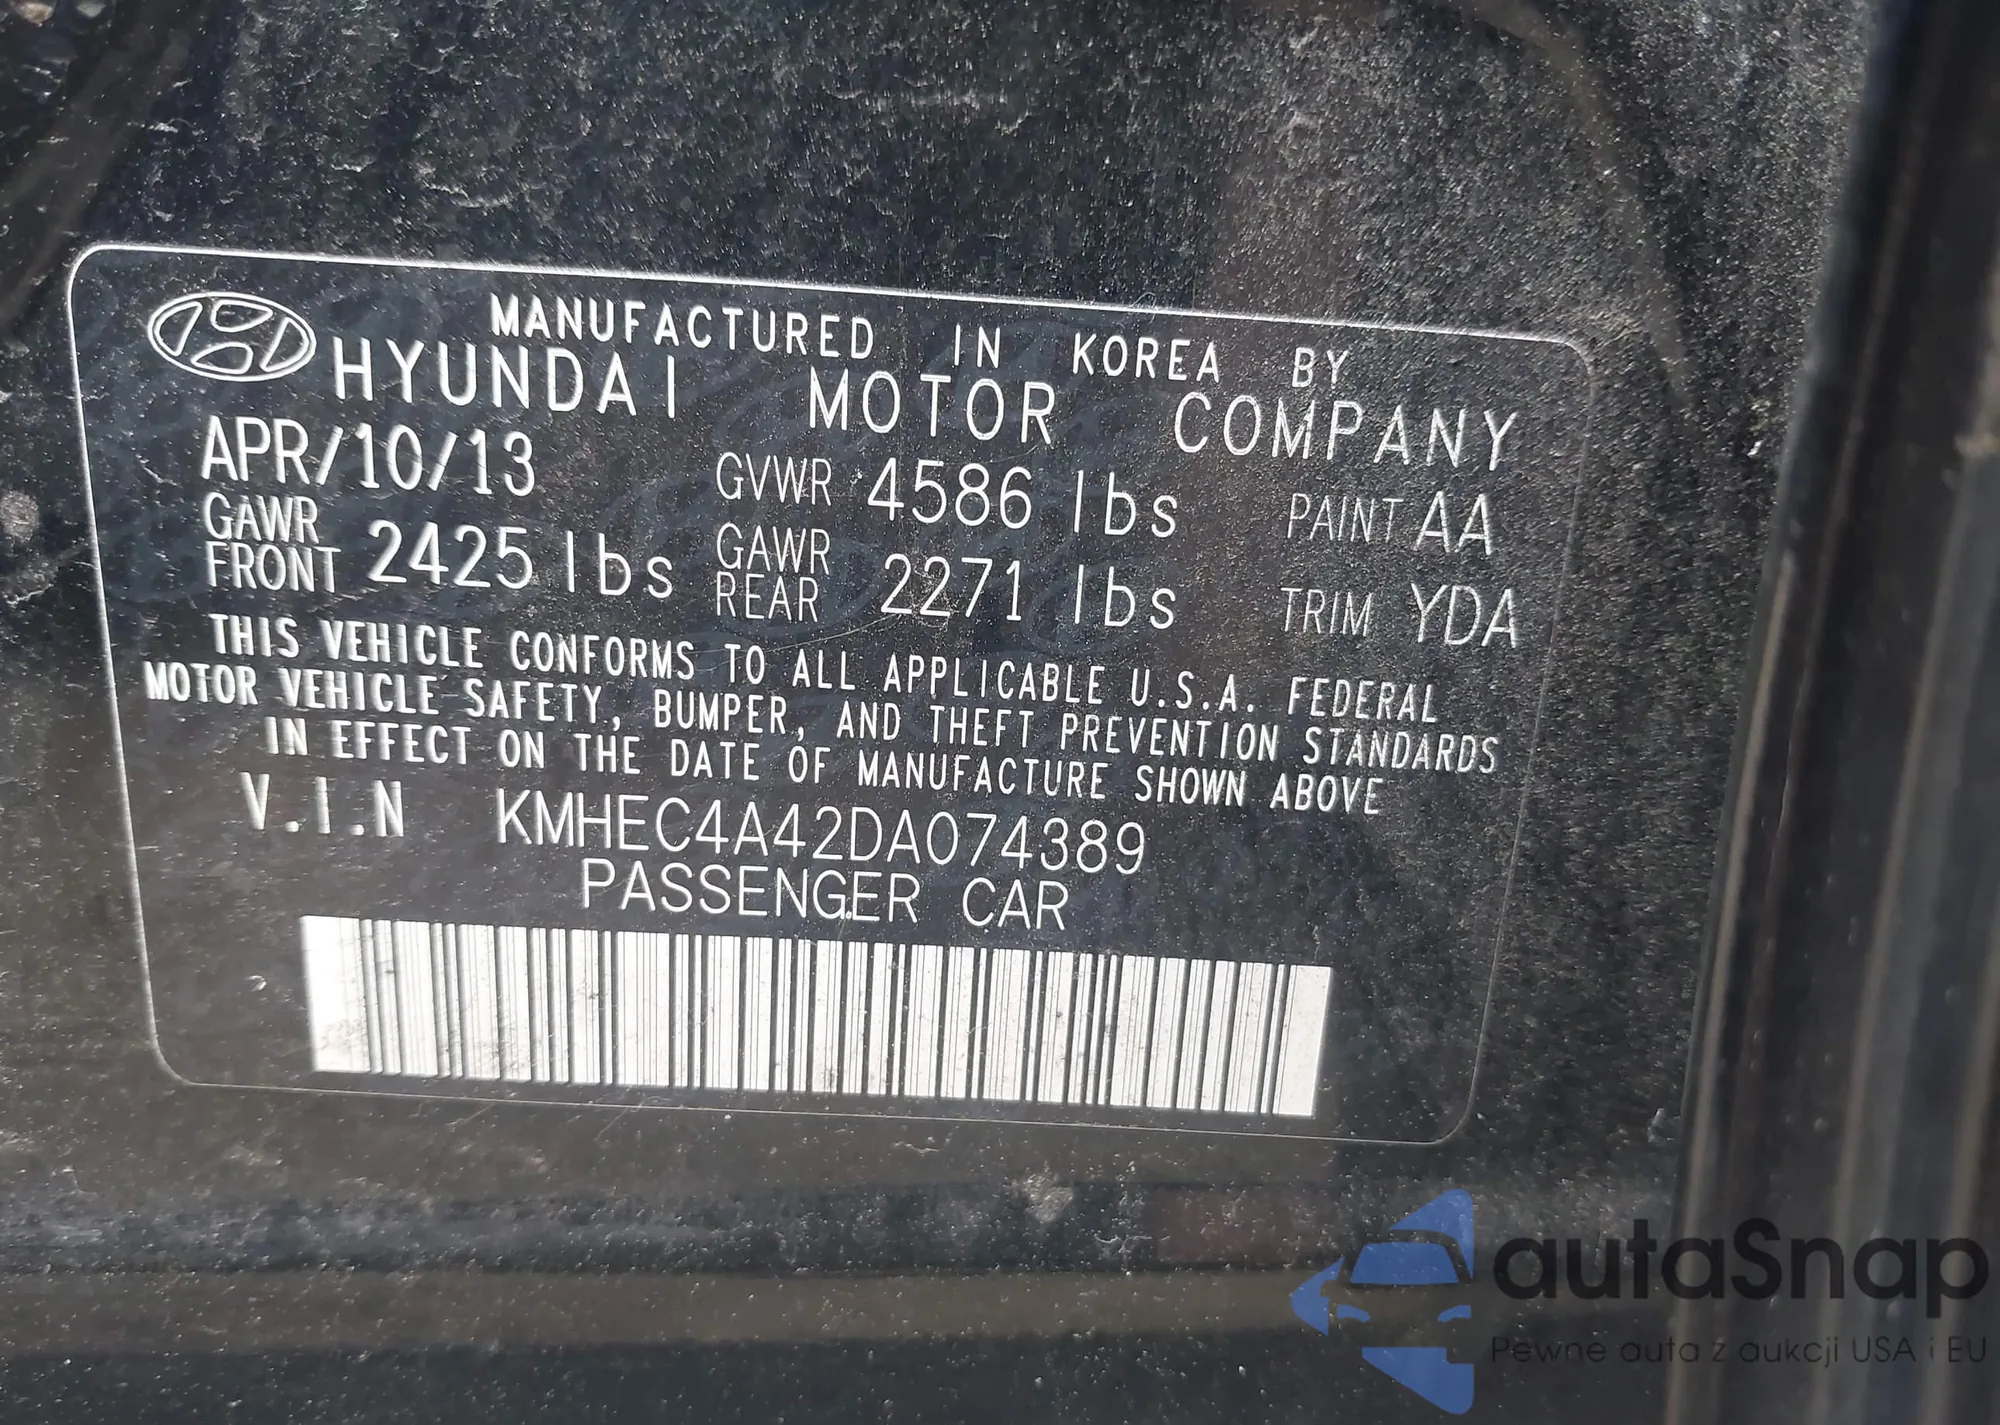 MANUFACTURED IN KOREA BY
HYUNDAI MOTOR COMPANY
APR/10/13 GVWR 4586 lbs PAINT AA
GAWR FRONT 2425 lbs GAWR REAR 2271 lbs TRIM YDA
THIS VEHICLE CONFORMS TO ALL APPLICABLE U.S.A. FEDERAL
MOTOR VEHICLE SAFETY, BUMPER, AND THEFT PREVENTION STANDARDS
IN EFFECT ON THE DATE OF MANUFACTURE SHOWN ABOVE
V.I.N KMHEC4A42DA074389
PASSENGER CAR
autaSnap
Pewne auta z aukcji USA i EU